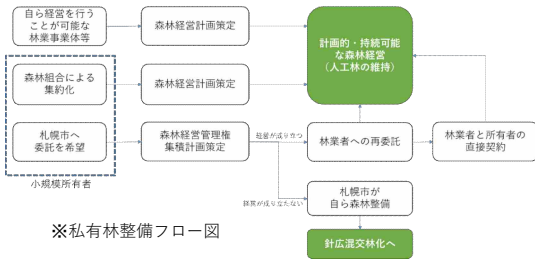 自ら経営を行う
ことが可能な
林業事業体等
森林経営計画策定
計画的・持続可能
な森林経営
(人工林の維持)
森林組合による
集約化
森林経営計画策定
札幌市へ
委託を希望
森林経営管理権
集積計画策定
経営が成り立つ
林業者への再委託
林業者と所有者の
直接契約
小規模所有者
経営が成り立たない
札幌市が
自ら森林整備
※私有林整備フロー図
針広混交林化へ